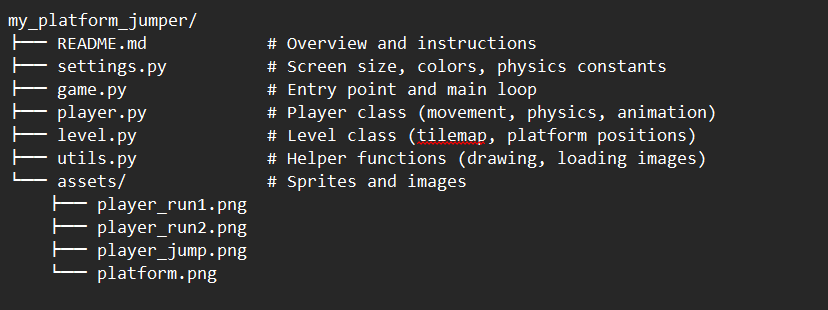 my_platform_jumper/
├── README.md # Overview and instructions
├── settings.py # Screen size, colors, physics constants
├── game.py # Entry point and main loop
├── player.py # Player class (movement, physics, animation)
├── level.py # Level class (tilemap, platform positions)
├── utils.py # Helper functions (drawing, loading images)
└── assets/ # Sprites and images
├── player_run1.png
├── player_run2.png
├── player_jump.png
└── platform.png